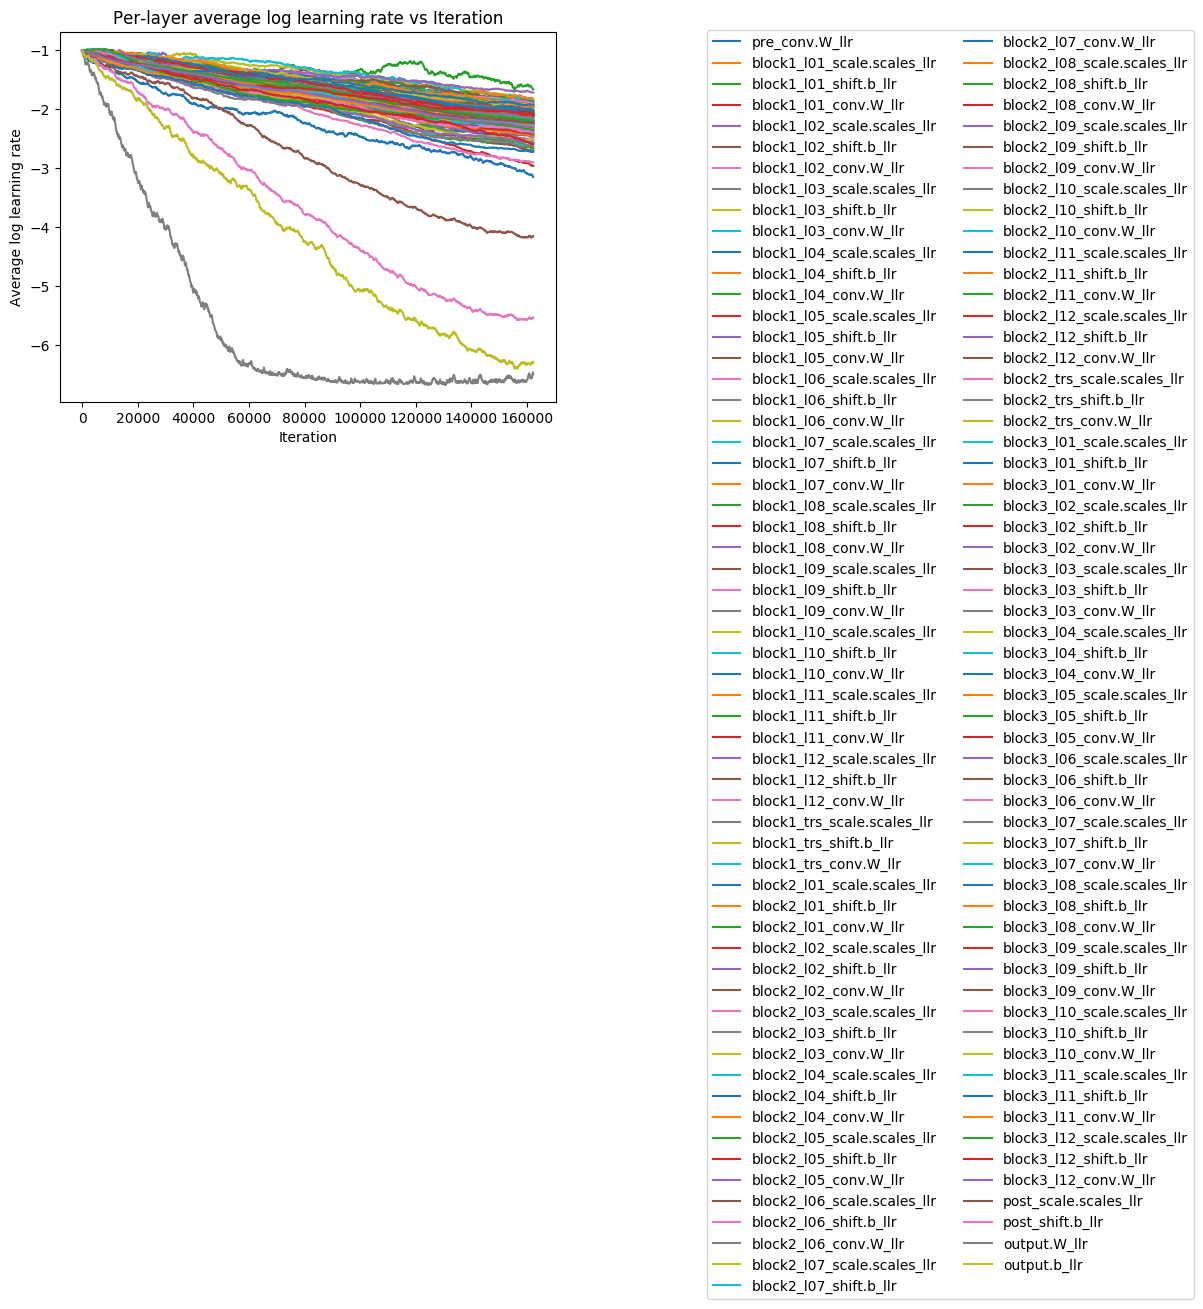 Per-layer average log learning rate vs Iteration
Average log learning rate
−1
−2
−3
−4
−5
−6
0 20000 40000 60000 80000 100000 120000 140000 160000
Iteration
pre_conv.W_llr
block1_l01_scale.scales_llr
block1_l01_shift.b_llr
block1_l01_conv.W_llr
block1_l02_scale.scales_llr
block1_l02_shift.b_llr
block1_l02_conv.W_llr
block1_l03_scale.scales_llr
block1_l03_shift.b_llr
block1_l03_conv.W_llr
block1_l04_scale.scales_llr
block1_l04_shift.b_llr
block1_l04_conv.W_llr
block1_l05_scale.scales_llr
block1_l05_shift.b_llr
block1_l05_conv.W_llr
block1_l06_scale.scales_llr
block1_l06_shift.b_llr
block1_l06_conv.W_llr
block1_l07_scale.scales_llr
block1_l07_shift.b_llr
block1_l07_conv.W_llr
block1_l08_scale.scales_llr
block1_l08_shift.b_llr
block1_l08_conv.W_llr
block1_l09_scale.scales_llr
block1_l09_shift.b_llr
block1_l09_conv.W_llr
block1_l10_scale.scales_llr
block1_l10_shift.b_llr
block1_l10_conv.W_llr
block1_l11_scale.scales_llr
block1_l11_shift.b_llr
block1_l11_conv.W_llr
block1_l12_scale.scales_llr
block1_l12_shift.b_llr
block1_l12_conv.W_llr
block1_trs_scale.scales_llr
block1_trs_shift.b_llr
block1_trs_conv.W_llr
block2_l01_scale.scales_llr
block2_l01_shift.b_llr
block2_l01_conv.W_llr
block2_l02_scale.scales_llr
block2_l02_shift.b_llr
block2_l02_conv.W_llr
block2_l03_scale.scales_llr
block2_l03_shift.b_llr
block2_l03_conv.W_llr
block2_l04_scale.scales_llr
block2_l04_shift.b_llr
block2_l04_conv.W_llr
block2_l05_scale.scales_llr
block2_l05_shift.b_llr
block2_l05_conv.W_llr
block2_l06_scale.scales_llr
block2_l06_shift.b_llr
block2_l06_conv.W_llr
block2_l07_scale.scales_llr
block2_l07_shift.b_llr
block2_l07_conv.W_llr
block2_l08_scale.scales_llr
block2_l08_shift.b_llr
block2_l08_conv.W_llr
block2_l09_scale.scales_llr
block2_l09_shift.b_llr
block2_l09_conv.W_llr
block2_l10_scale.scales_llr
block2_l10_shift.b_llr
block2_l10_conv.W_llr
block2_l11_scale.scales_llr
block2_l11_shift.b_llr
block2_l11_conv.W_llr
block2_l12_scale.scales_llr
block2_l12_shift.b_llr
block2_l12_conv.W_llr
block2_trs_scale.scales_llr
block2_trs_shift.b_llr
block2_trs_conv.W_llr
block3_l01_scale.scales_llr
block3_l01_shift.b_llr
block3_l01_conv.W_llr
block3_l02_scale.scales_llr
block3_l02_shift.b_llr
block3_l02_conv.W_llr
block3_l03_scale.scales_llr
block3_l03_shift.b_llr
block3_l03_conv.W_llr
block3_l04_scale.scales_llr
block3_l04_shift.b_llr
block3_l04_conv.W_llr
block3_l05_scale.scales_llr
block3_l05_shift.b_llr
block3_l05_conv.W_llr
block3_l06_scale.scales_llr
block3_l06_shift.b_llr
block3_l06_conv.W_llr
block3_l07_scale.scales_llr
block3_l07_shift.b_llr
block3_l07_conv.W_llr
block3_l08_scale.scales_llr
block3_l08_shift.b_llr
block3_l08_conv.W_llr
block3_l09_scale.scales_llr
block3_l09_shift.b_llr
block3_l09_conv.W_llr
block3_l10_scale.scales_llr
block3_l10_shift.b_llr
block3_l10_conv.W_llr
block3_l11_scale.scales_llr
block3_l11_shift.b_llr
block3_l11_conv.W_llr
block3_l12_scale.scales_llr
block3_l12_shift.b_llr
block3_l12_conv.W_llr
post_scale.scales_llr
post_shift.b_llr
output.W_llr
output.b_llr